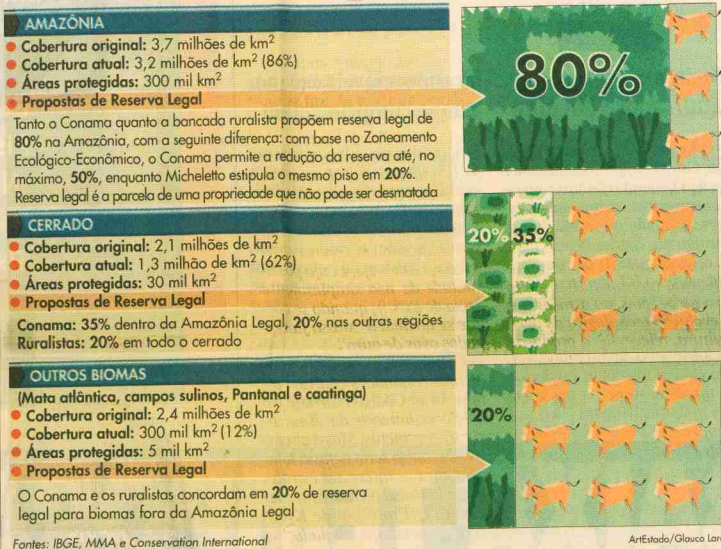 AMAZÔNIA
Cobertura original: 3,7 milhões de km²
Cobertura atual: 3,2 milhões de km² (86%)
Áreas protegidas: 300 mil km²
Propostas de Reserva Legal
Tanto o Conama quanto a bancada ruralista propõem reserva legal de
80% na Amazônia, com a seguinte diferença: com base no Zoneamento
Ecológico-Econômico, o Conama permite a redução da reserva até, no
máximo, 50%, enquanto Micheletto estipula o mesmo piso em 20%.
Reserva legal é a parcela de uma propriedade que não pode ser desmatada
80%
CERRADO
Cobertura original: 2,1 milhões de km²
Cobertura atual: 1,3 milhão de km² (62%)
Áreas protegidas: 30 mil km²
Propostas de Reserva Legal
Conama: 35% dentro da Amazônia Legal, 20% nas outras regiões
Ruralistas: 20% em todo o cerrado
20% 35%
OUTROS BIOMAS
(Mata atlântica, campos sulinos, Pantanal e caatinga)
Cobertura original: 2,4 milhões de km²
Cobertura atual: 300 mil km² (12%)
Áreas protegidas: 5 mil km²
Propostas de Reserva Legal
O Conama e os ruralistas concordam em 20% de reserva
legal para biomas fora da Amazônia Legal
20%
Fontes: IBGE, MMA e Conservation International
ArtEstado/Glauco Lar